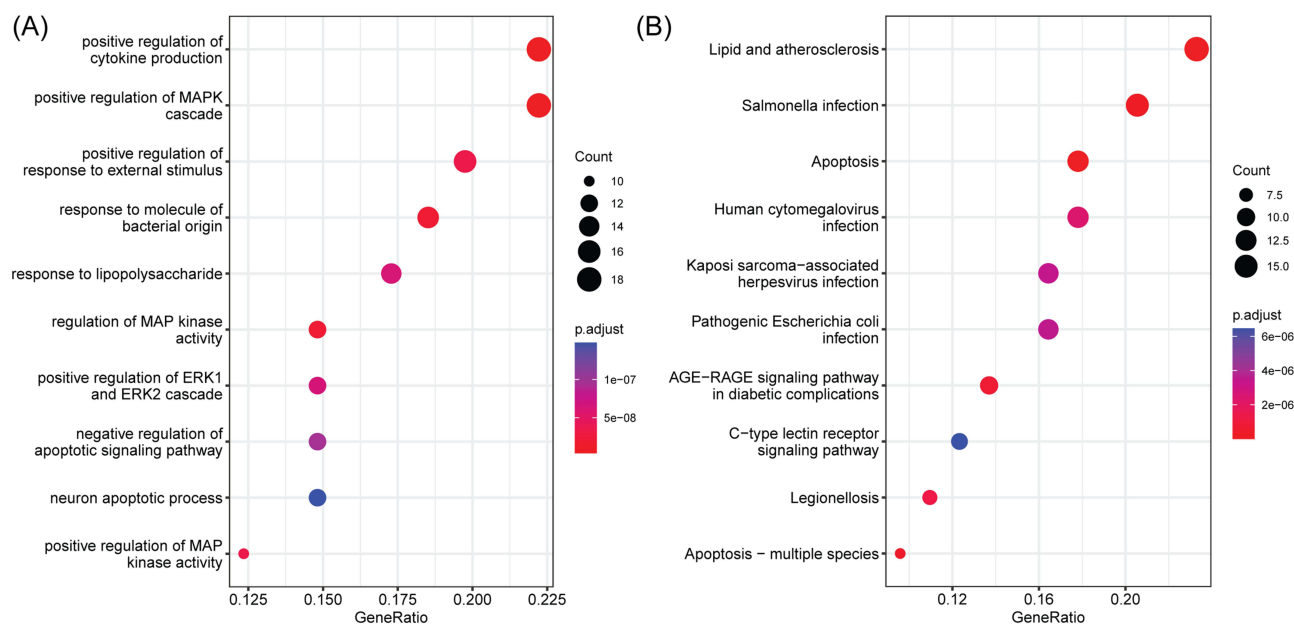 (A)
positive regulation of
cytokine production
positive regulation of MAPK
cascade
positive regulation of
response to external stimulus
response to molecule of
bacterial origin
response to lipopolysaccharide
regulation of MAP kinase
activity
positive regulation of ERK1
and ERK2 cascade
negative regulation of
apoptotic signaling pathway
neuron apoptotic process
positive regulation of MAP
kinase activity
0.125 0.150 0.175 0.200 0.225
GeneRatio
Count
10
12
14
16
18
p.adjust
1e−07
5e−08
(B)
Lipid and atherosclerosis
Salmonella infection
Apoptosis
Human cytomegalovirus
infection
Kaposi sarcoma−associated
herpesvirus infection
Pathogenic Escherichia coli
infection
AGE−RAGE signaling pathway
in diabetic complications
C−type lectin receptor
signaling pathway
Legionellosis
Apoptosis − multiple species
0.12 0.16 0.20
GeneRatio
Count
7.5
10.0
12.5
15.0
p.adjust
6e−06
4e−06
2e−06